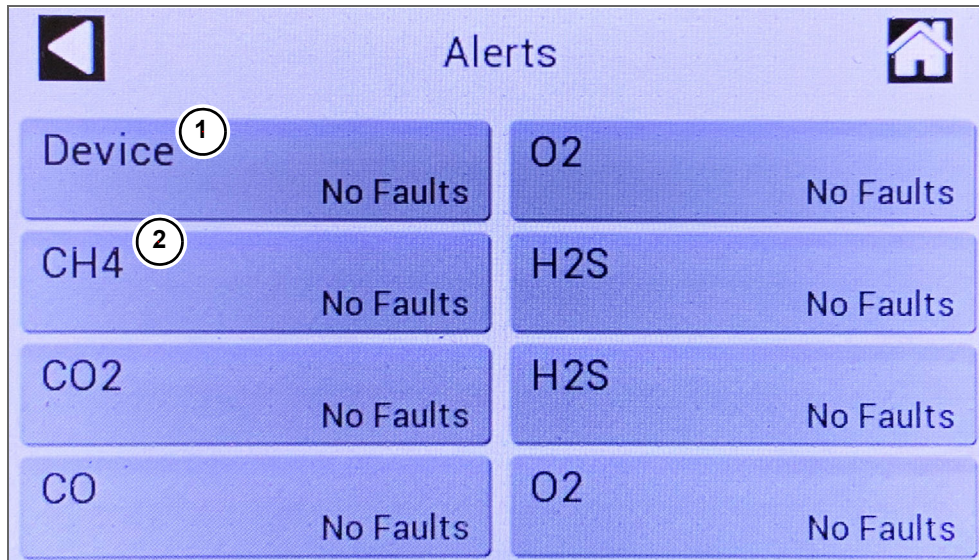 Alerts
Device 1
No Faults
O2
No Faults
CH4 2
No Faults
H2S
No Faults
CO2
No Faults
H2S
No Faults
CO
No Faults
O2
No Faults